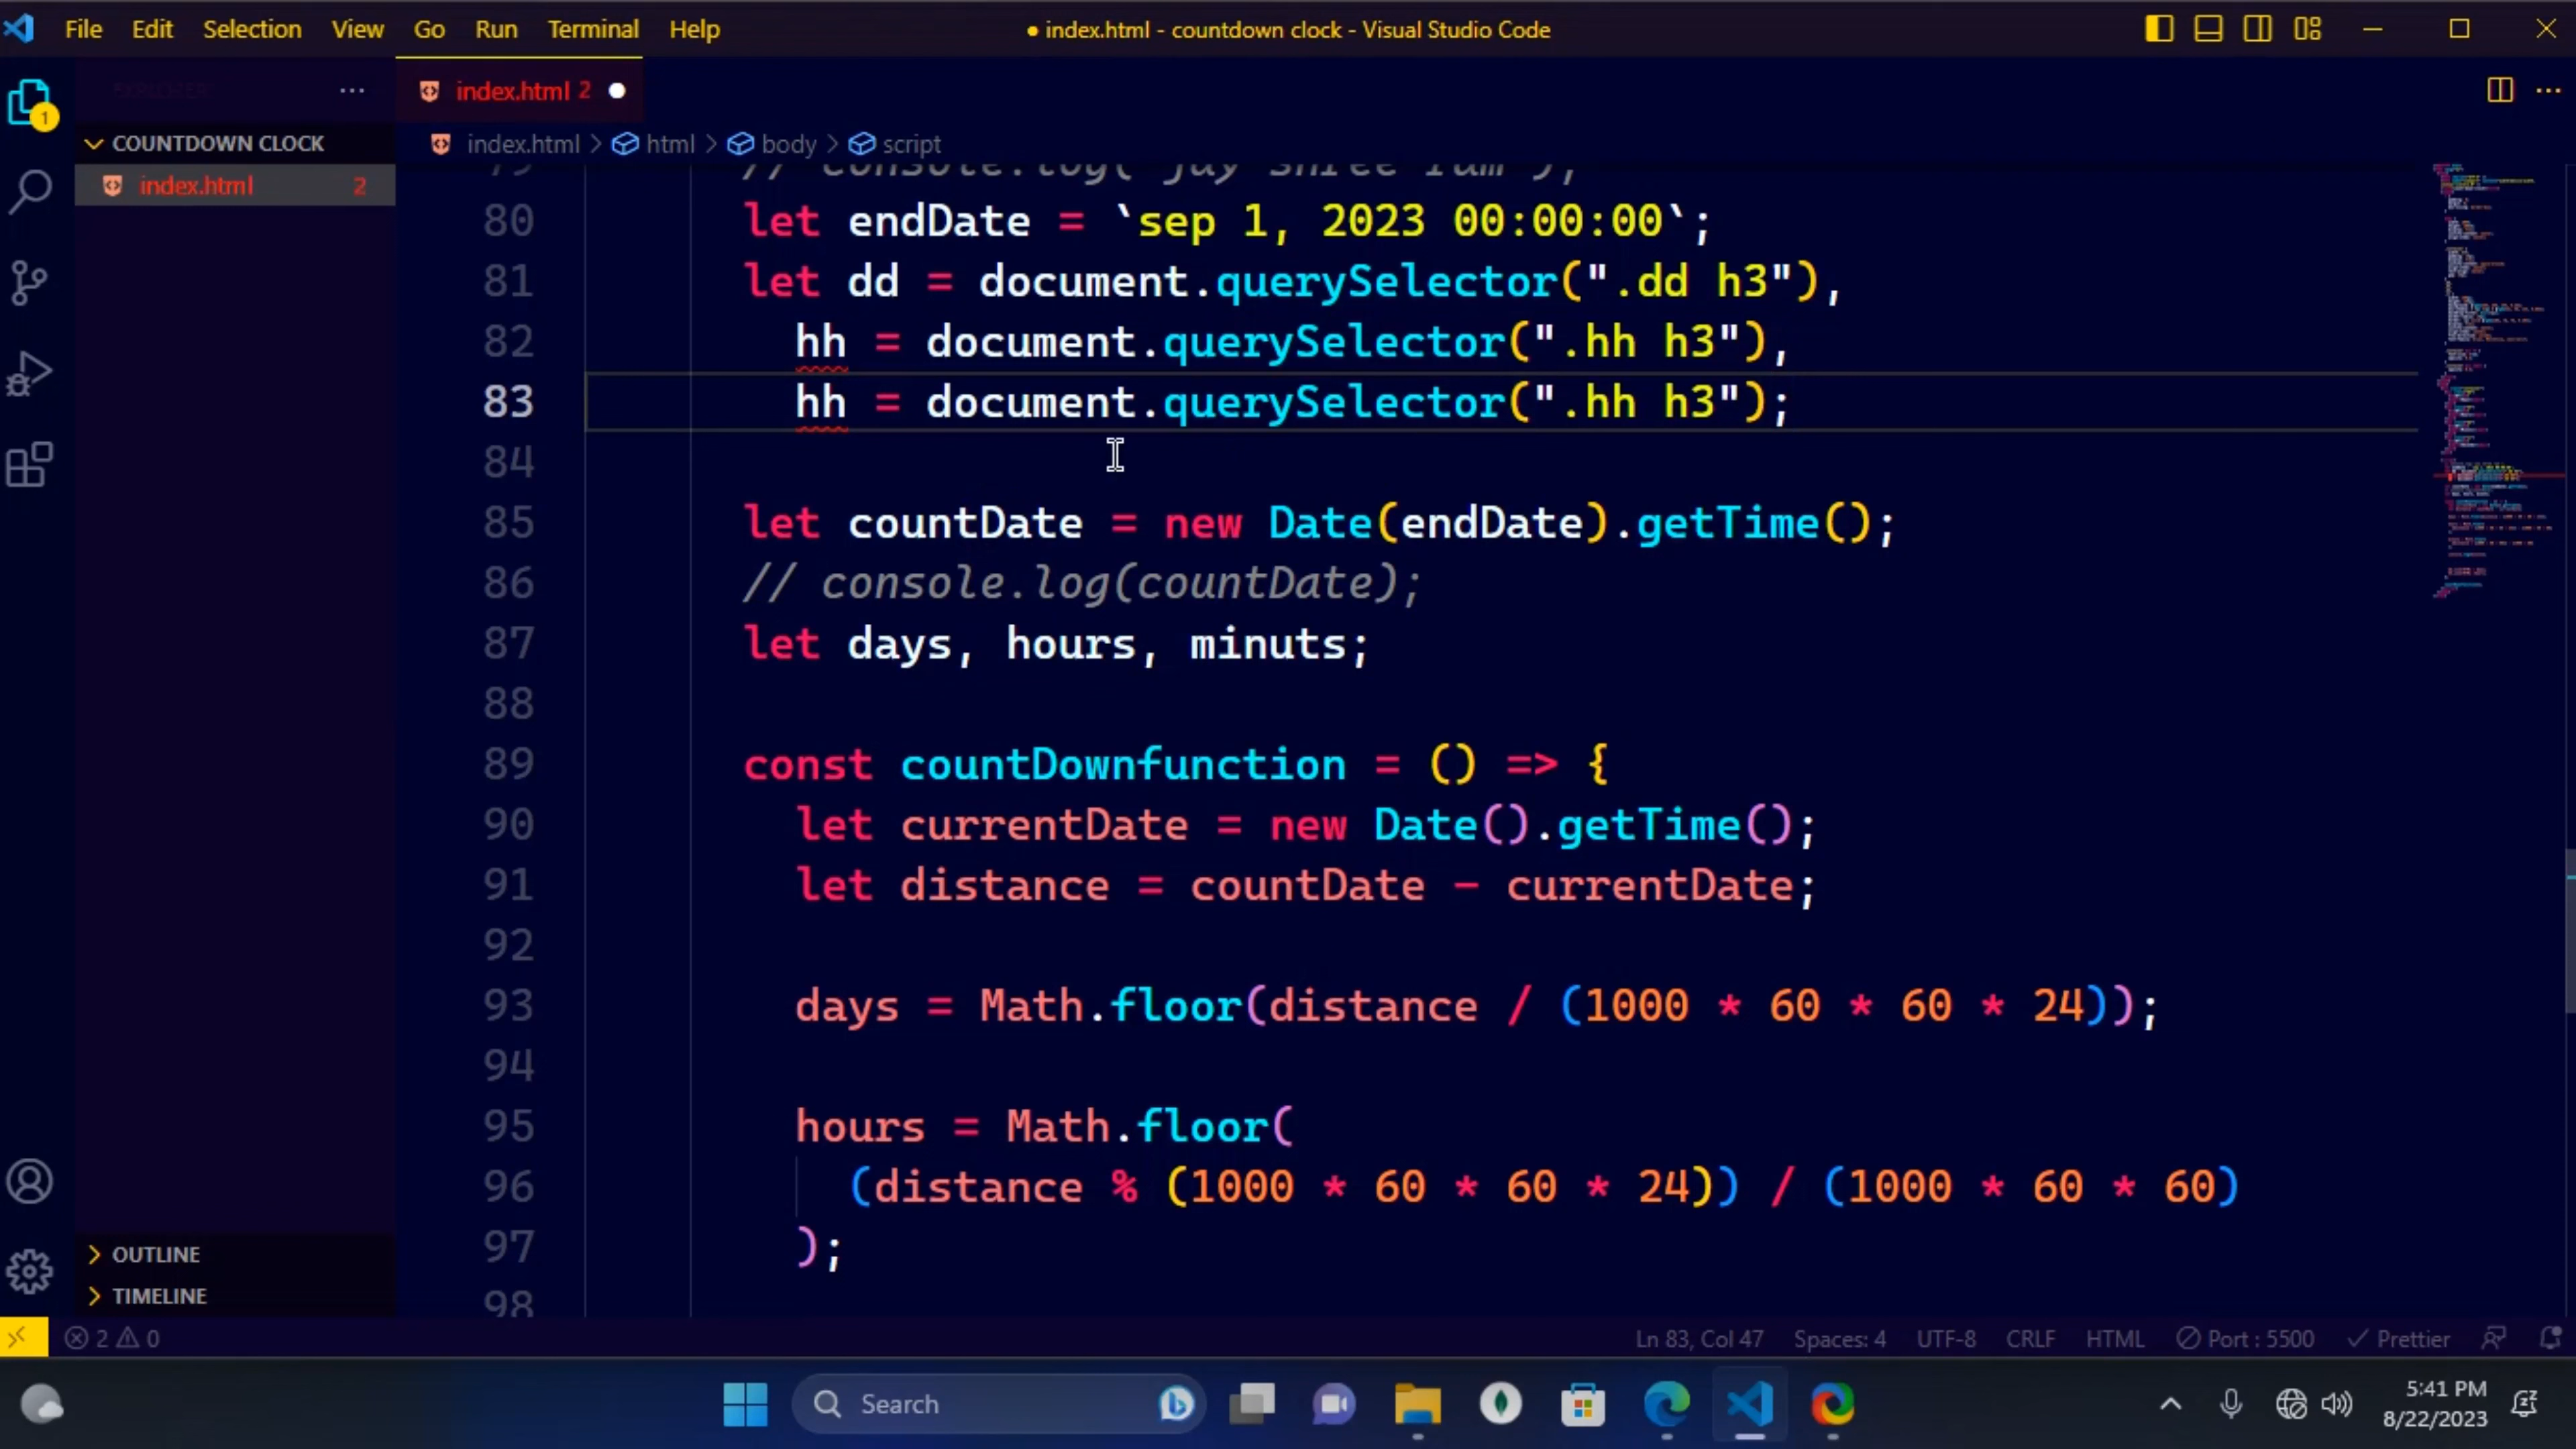 File Edit Selection View Go Run Terminal Help
● index.html - countdown clock - Visual Studio Code
index.html 2
1
COUNTDOWN CLOCK
index.html 2
index.html > html > body > script
79 // console.log("jay shree ram");
80 let endDate = `sep 1, 2023 00:00:00`;
81 let dd = document.querySelector(".dd h3"),
82 hh = document.querySelector(".hh h3"),
83 hh = document.querySelector(".hh h3");
84
85 let countDate = new Date(endDate).getTime();
86 // console.log(countDate);
87 let days, hours, minuts;
88
89 const countDownfunction = () => {
90 let currentDate = new Date().getTime();
91 let distance = countDate - currentDate;
92
93 days = Math.floor(distance / (1000 * 60 * 60 * 24));
94
95 hours = Math.floor(
96 (distance % (1000 * 60 * 60 * 24)) / (1000 * 60 * 60)
97 );
98
OUTLINE
TIMELINE
2 0
Ln 83, Col 47 Spaces: 4 UTF-8 CRLF HTML Port : 5500 Prettier
Search
5:41 PM
8/22/2023